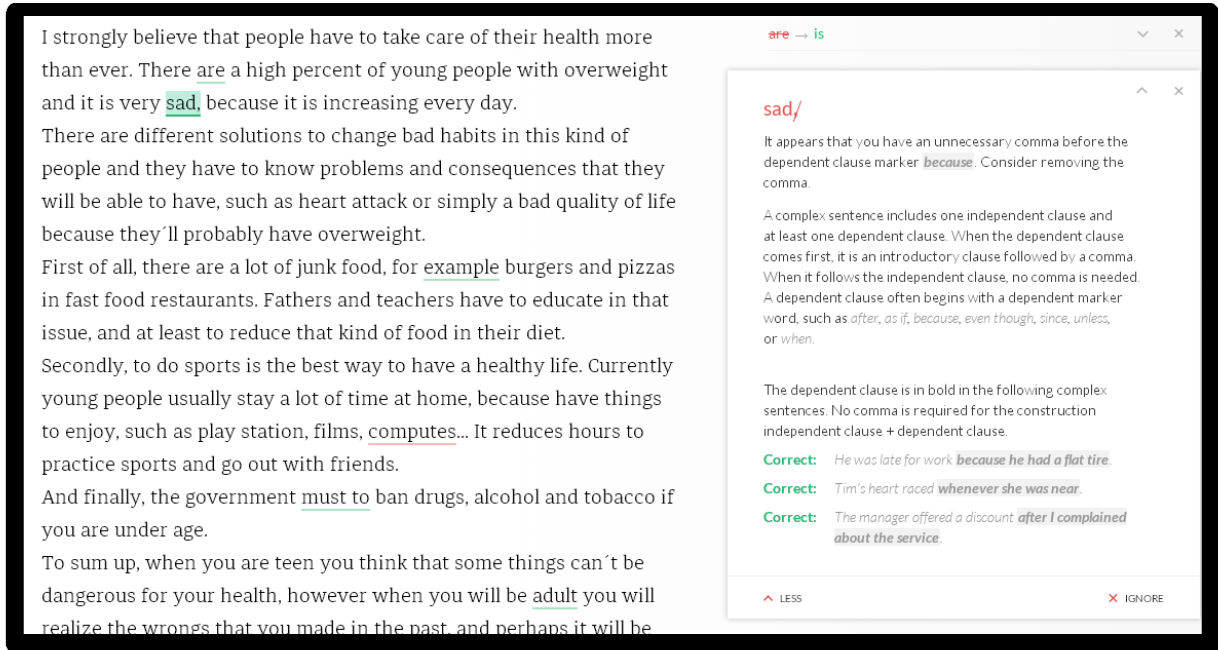 I strongly believe that people have to take care of their health more
than ever. There are a high percent of young people with overweight
and it is very sad, because it is increasing every day.
There are different solutions to change bad habits in this kind of
people and they have to know problems and consequences that they
will be able to have, such as heart attack or simply a bad quality of life
because they´ll probably have overweight.
First of all, there are a lot of junk food, for example burgers and pizzas
in fast food restaurants. Fathers and teachers have to educate in that
issue, and at least to reduce that kind of food in their diet.
Secondly, to do sports is the best way to have a healthy life. Currently
young people usually stay a lot of time at home, because have things
to enjoy, such as play station, films, computes... It reduces hours to
practice sports and go out with friends.
And finally, the government must to ban drugs, alcohol and tobacco if
you are under age.
To sum up, when you are teen you think that some things can´t be
dangerous for your health, however when you will be adult you will
realize the wrongs that you made in the past, and perhaps it will be
are → is
sad,
It appears that you have an unnecessary comma before the
dependent clause marker because. Consider removing the
comma.
A complex sentence includes one independent clause and
at least one dependent clause. When the dependent clause
comes first, it is an introductory clause followed by a comma.
When it follows the independent clause, no comma is needed.
A dependent clause often begins with a dependent marker
word, such as after, as if, because, even though, since, unless,
or when.
The dependent clause is in bold in the following complex
sentences. No comma is required for the construction
independent clause + dependent clause.
Correct: He was late for work because he had a flat tire.
Correct: Tim's heart raced whenever she was near.
Correct: The manager offered a discount after I complained
about the service.
LESS
IGNORE